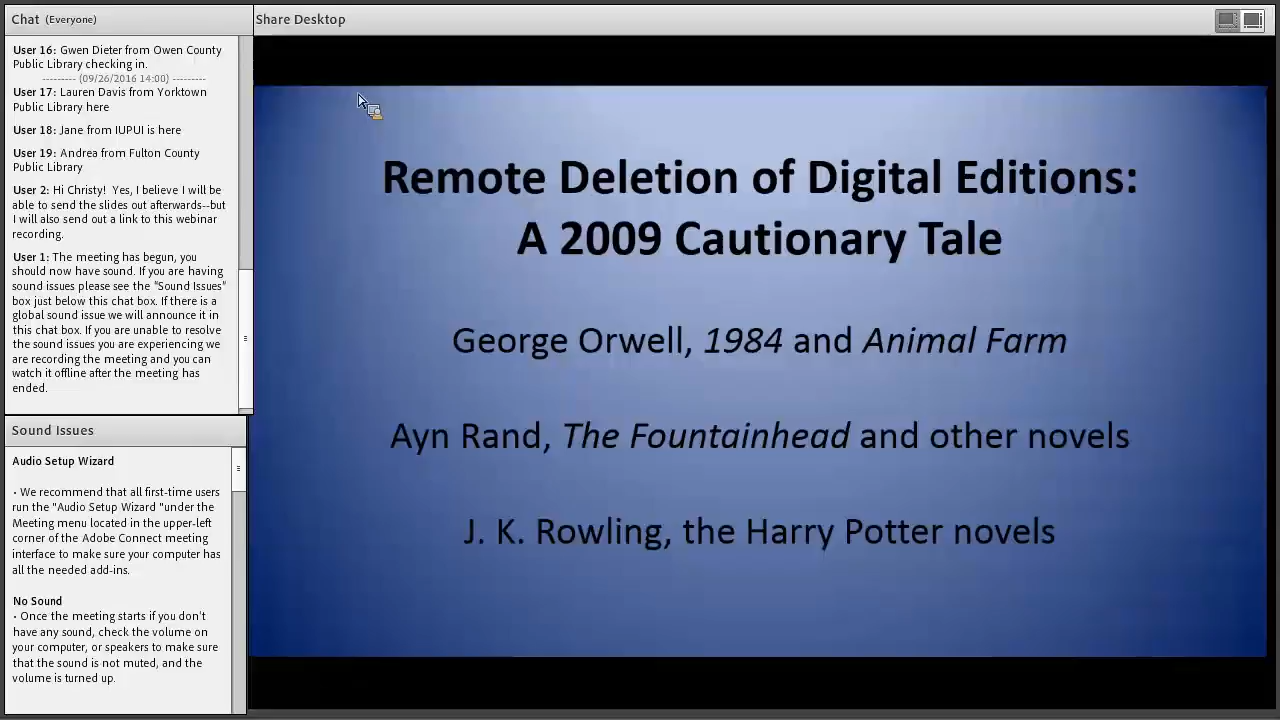 Chat (Everyone)
User 16: Gwen Dieter from Owen County
Public Library checking in.
--------- (09/26/2016 14:00) ---------
User 17: Lauren Davis from Yorktown
Public Library here
User 18: Jane from IUPUI is here
User 19: Andrea from Fulton County
Public Library
User 2: Hi Christy!  Yes, I believe I will be
able to send the slides out afterwards--but
I will also send out a link to this webinar
recording.
User 1: The meeting has begun, you
should now have sound. If you are having
sound issues please see the "Sound Issues"
box just below this chat box. If there is a
global sound issue we will announce it in
this chat box. If you are unable to resolve
the sound issues you are experiencing we
are recording the meeting and you can
watch it offline after the meeting has
ended.
Sound Issues
Audio Setup Wizard
• We recommend that all first-time users
run the "Audio Setup Wizard "under the
Meeting menu located in the upper-left
corner of the Adobe Connect meeting
interface to make sure your computer has
all the needed add-ins.
No Sound
• Once the meeting starts if you don't
have any sound, check the volume on
your computer, or speakers to make sure
that the sound is not muted, and the
volume is turned up.
Share Desktop
Remote Deletion of Digital Editions:
A 2009 Cautionary Tale
George Orwell, 1984 and Animal Farm
Ayn Rand, The Fountainhead and other novels
J. K. Rowling, the Harry Potter novels